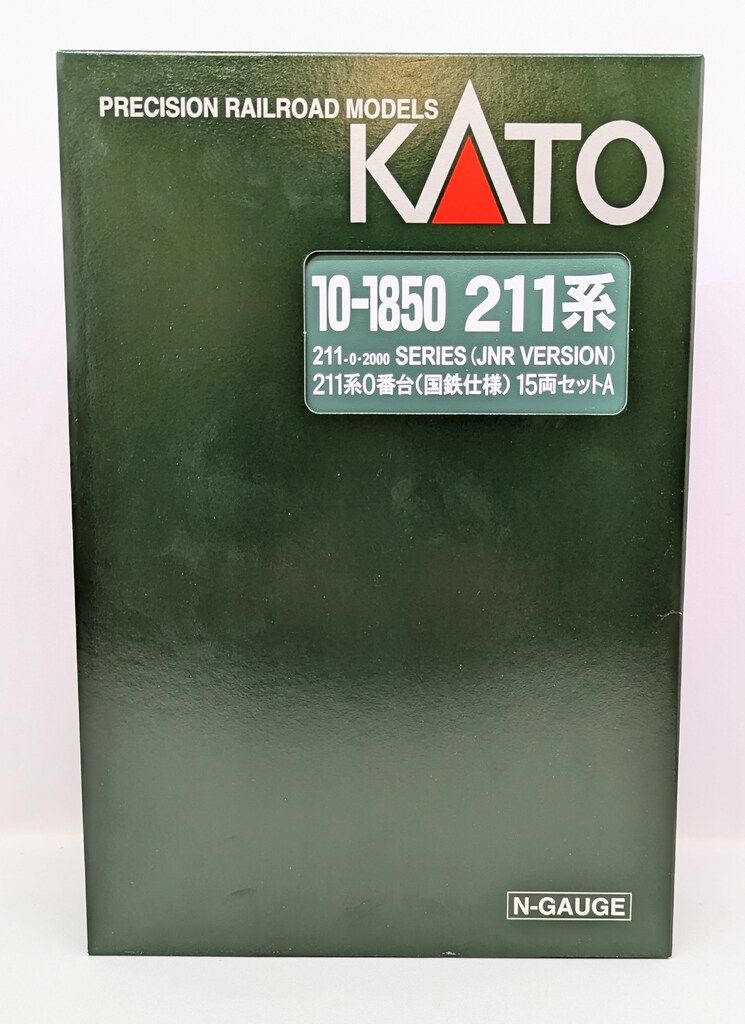 PRECISION RAILROAD MODELS
KATO
10-1850 211系
211-0・2000 SERIES (JNR VERSION)
211系0番台(国鉄仕様) 15両セットA
N-GAUGE